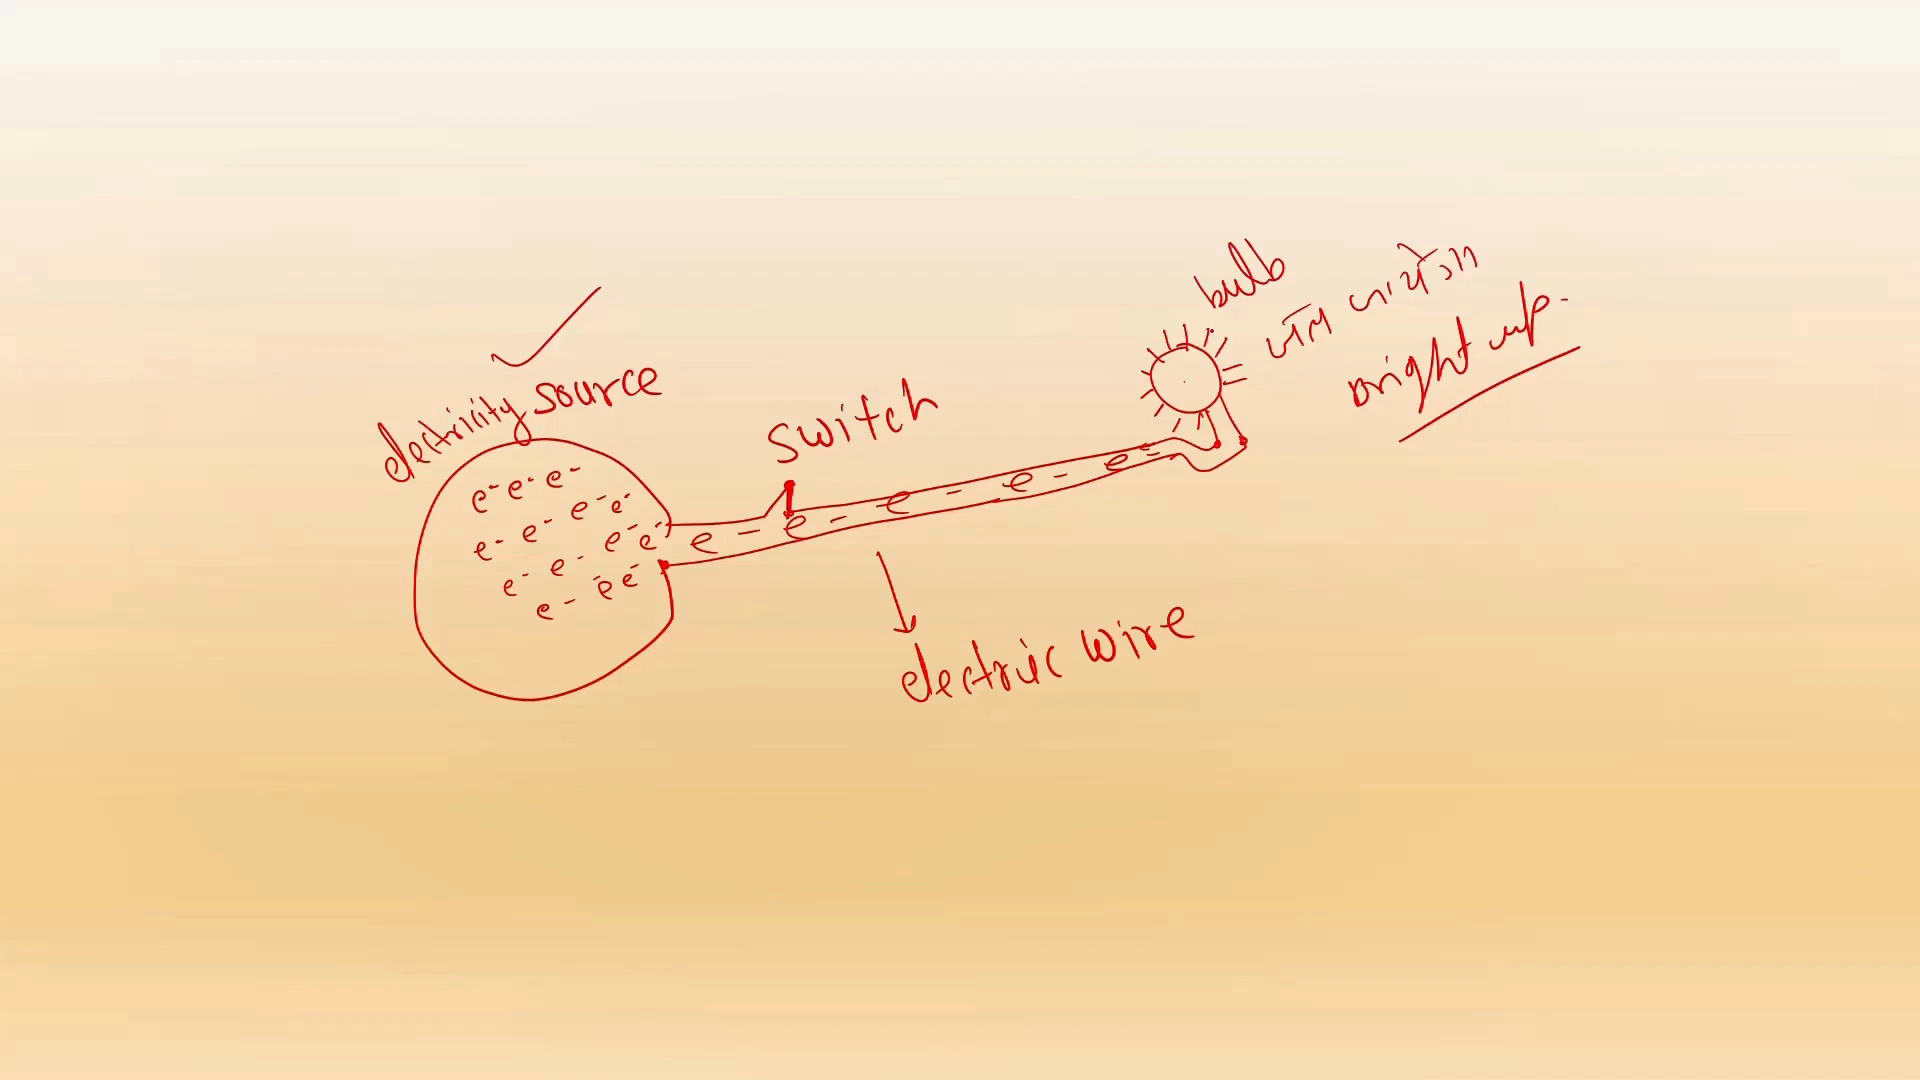 bulb
bright up.
electricity source
switch
e- e- e-
e- e-
e- e-
e- e-
e- e-
e- e e-
e - e - e - e - e -
electric wire